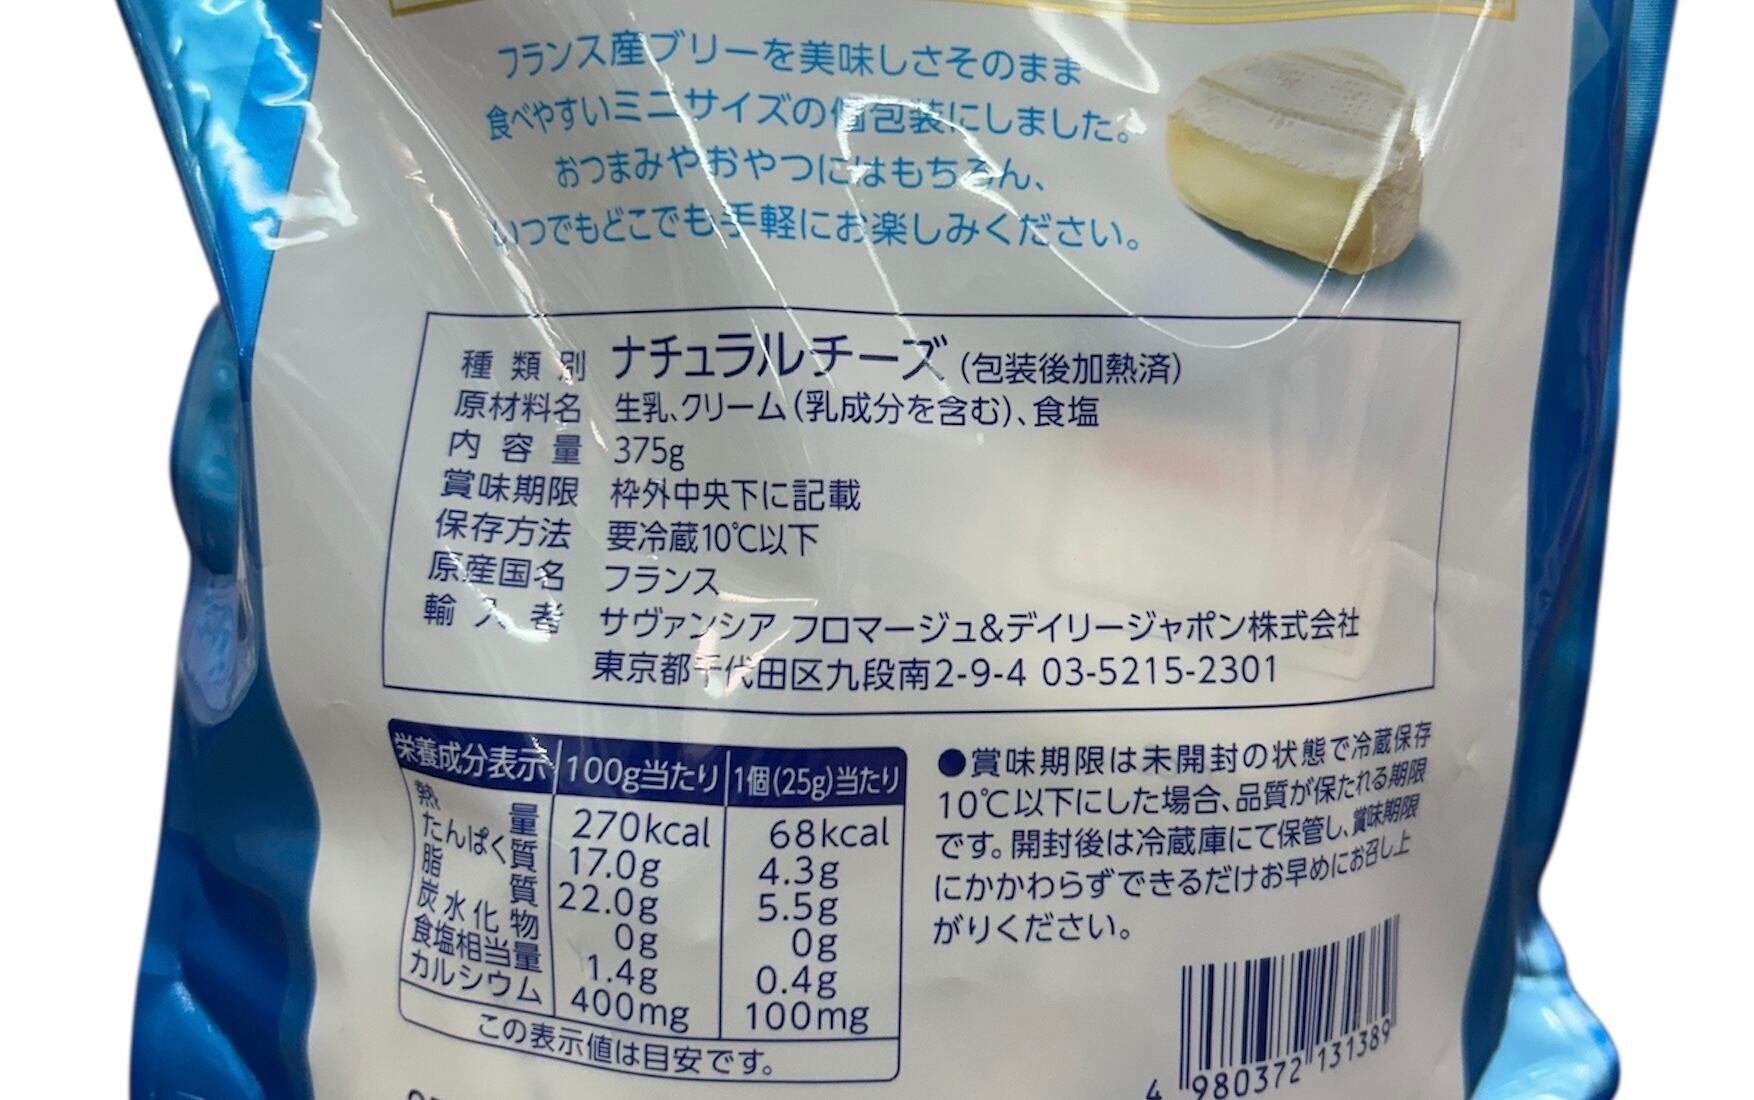 フランス産ブリーを美味しさそのまま
食べやすいミニサイズの個包装にしました。
おつまみやおやつにはもちろん、
いつでもどこでも手軽にお楽しみください。
種類別 ナチュラルチーズ (包装後加熱済)
原材料名 生乳、クリーム(乳成分を含む)、食塩
内容量 375g
賞味期限 枠外中央下に記載
保存方法 要冷蔵10℃以下
原産国名 フランス
輸入者 サヴァンシア フロマージュ&デイリージャポン株式会社
東京都千代田区九段南2-9-4 03-5215-2301
栄養成分表示 100g当たり 1個(25g)当たり
熱量 270kcal 68kcal
たんぱく質 17.0g 4.3g
脂質 22.0g 5.5g
炭水化物 0g 0g
食塩相当量 1.4g 0.4g
カルシウム 400mg 100mg
この表示値は目安です。
●賞味期限は未開封の状態で冷蔵保存
10℃以下にした場合、品質が保たれる期限
です。開封後は冷蔵庫にて保管し、賞味期限
にかかわらずできるだけお早めにお召し上
がりください。
4 980372 131389